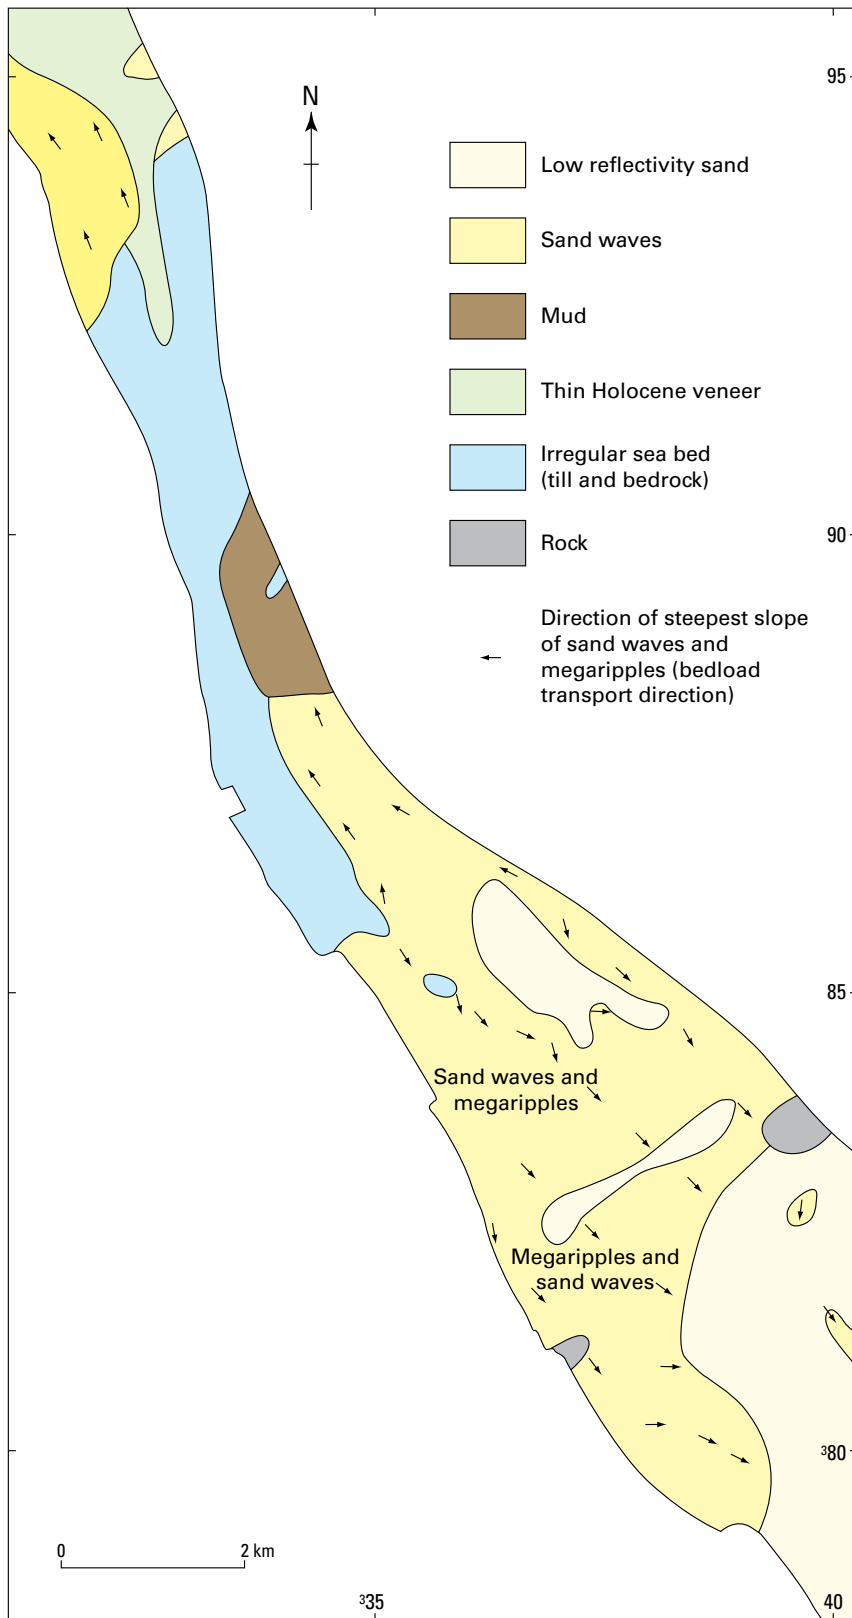 N
95
Low reflectivity sand
Sand waves
Mud
Thin Holocene veneer
Irregular sea bed
(till and bedrock)
Rock
90
Direction of steepest slope
of sand waves and
megaripples (bedload
transport direction)
85
Sand waves and
megaripples
Megaripples and
sand waves
³80
0 2 km
³35
40